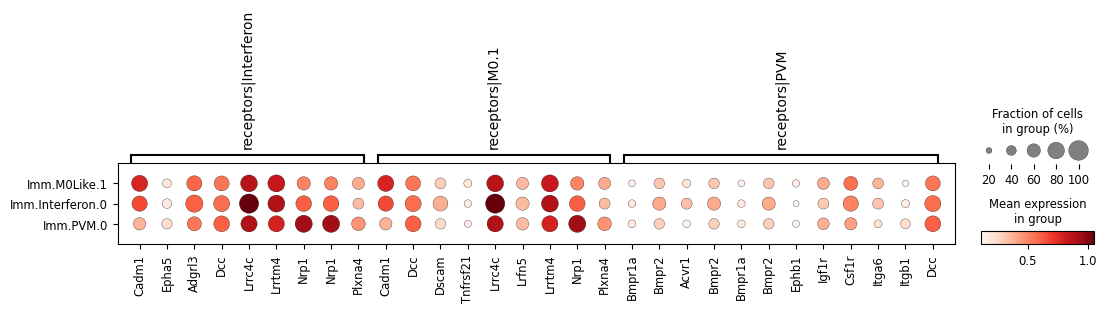 receptors|Interferon
receptors|M0.1
receptors|PVM
Imm.M0Like.1
Imm.Interferon.0
Imm.PVM.0
Cadm1
Epha5
Adgrl3
Dcc
Lrrc4c
Lrrtm4
Nrp1
Nrp1
Plxna4
Cadm1
Dcc
Dscam
Tnfrsf21
Lrrc4c
Lrfn5
Lrrtm4
Nrp1
Plxna4
Bmpr1a
Bmpr2
Acvr1
Bmpr2
Bmpr1a
Bmpr2
Ephb1
Igf1r
Csf1r
Itga6
Itgb1
Dcc
Fraction of cells
in group (%)
20 40 60 80 100
Mean expression
in group
0.5 1.0